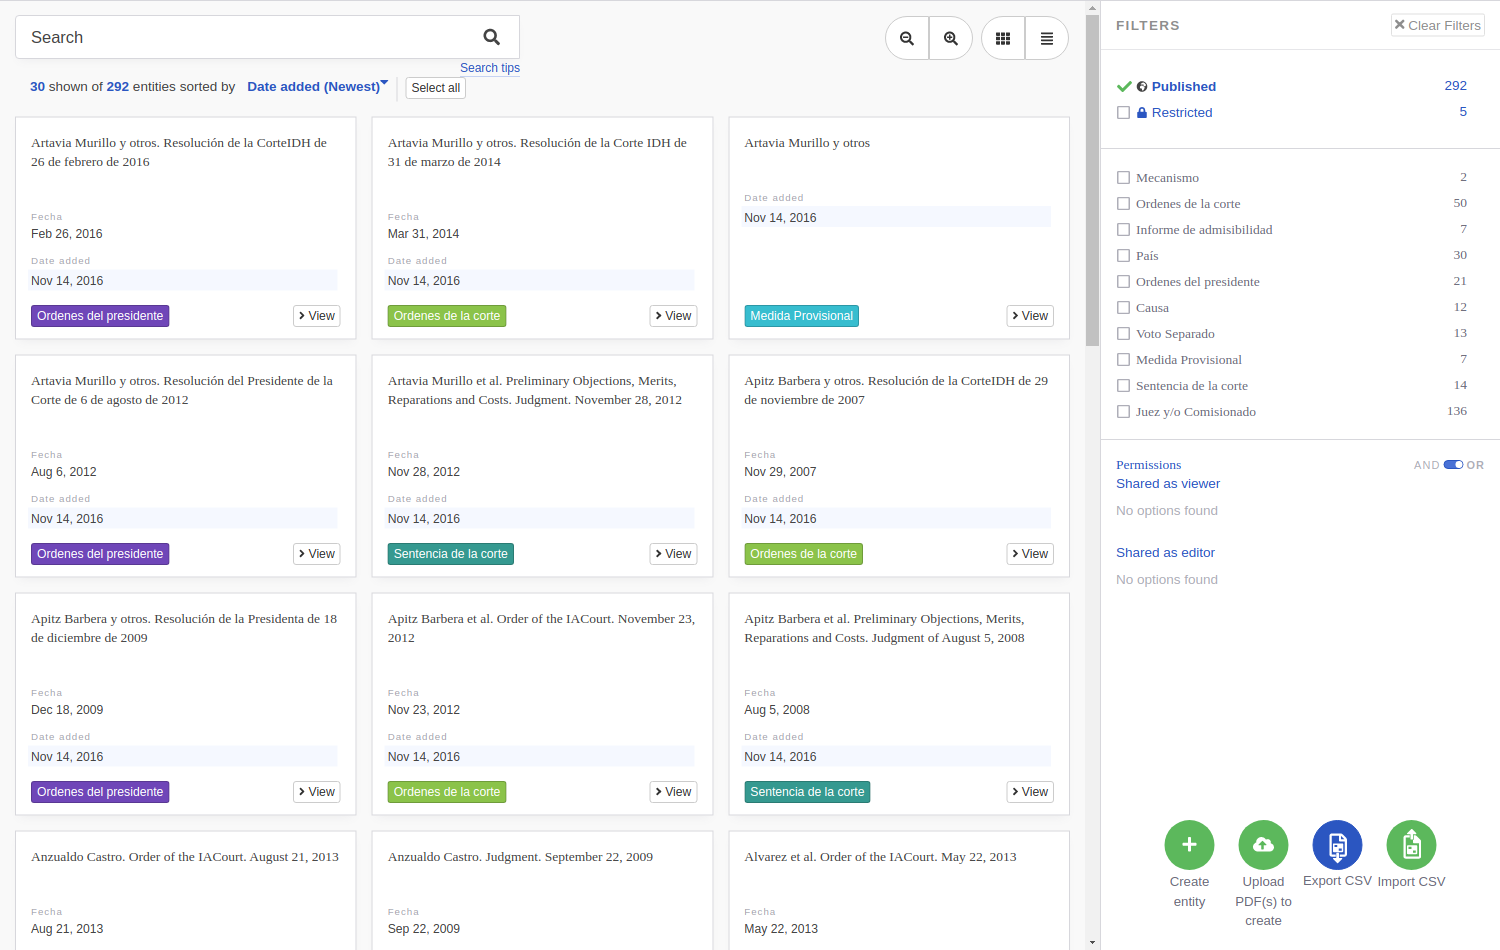 Search
Search tips
30 shown of 292 entities sorted by Date added (Newest) Select all
Artavia Murillo y otros. Resolución de la CorteIDH de
26 de febrero de 2016
Fecha
Feb 26, 2016
Date added
Nov 14, 2016
Ordenes del presidente
View
Artavia Murillo y otros. Resolución de la Corte IDH de
31 de marzo de 2014
Fecha
Mar 31, 2014
Date added
Nov 14, 2016
Ordenes de la corte
View
Artavia Murillo y otros
Date added
Nov 14, 2016
Medida Provisional
View
Artavia Murillo y otros. Resolución del Presidente de la
Corte de 6 de agosto de 2012
Fecha
Aug 6, 2012
Date added
Nov 14, 2016
Ordenes del presidente
View
Artavia Murillo et al. Preliminary Objections, Merits,
Reparations and Costs. Judgment. November 28, 2012
Fecha
Nov 28, 2012
Date added
Nov 14, 2016
Sentencia de la corte
View
Apitz Barbera y otros. Resolución de la CorteIDH de 29
de noviembre de 2007
Fecha
Nov 29, 2007
Date added
Nov 14, 2016
Ordenes de la corte
View
Apitz Barbera y otros. Resolución de la Presidenta de 18
de diciembre de 2009
Fecha
Dec 18, 2009
Date added
Nov 14, 2016
Ordenes del presidente
View
Apitz Barbera et al. Order of the IACourt. November 23,
2012
Fecha
Nov 23, 2012
Date added
Nov 14, 2016
Ordenes de la corte
View
Apitz Barbera et al. Preliminary Objections, Merits,
Reparations and Costs. Judgment of August 5, 2008
Fecha
Aug 5, 2008
Date added
Nov 14, 2016
Sentencia de la corte
View
Anzualdo Castro. Order of the IACourt. August 21, 2013
Fecha
Aug 21, 2013
Anzualdo Castro. Judgment. September 22, 2009
Fecha
Sep 22, 2009
Alvarez et al. Order of the IACourt. May 22, 2013
Fecha
May 22, 2013
FILTERS
Clear Filters
Published 292
Restricted 5
Mecanismo 2
Ordenes de la corte 50
Informe de admisibilidad 7
País 30
Ordenes del presidente 21
Causa 12
Voto Separado 13
Medida Provisional 7
Sentencia de la corte 14
Juez y/o Comisionado 136
Permissions AND OR
Shared as viewer
No options found
Shared as editor
No options found
Create
entity
Upload
PDF(s) to
create
Export CSV
Import CSV